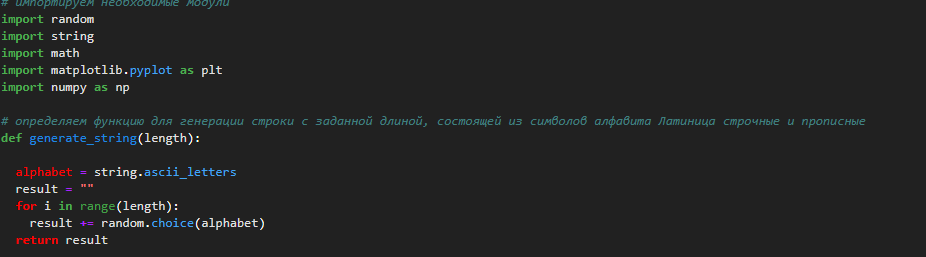 # импортируем необходимые модули
import random
import string
import math
import matplotlib.pyplot as plt
import numpy as np
# определяем функцию для генерации строки с заданной длиной, состоящей из символов алфавита Латиница строчные и прописные
def generate_string(length):
alphabet = string.ascii_letters
result = ""
for i in range(length):
result += random.choice(alphabet)
return result